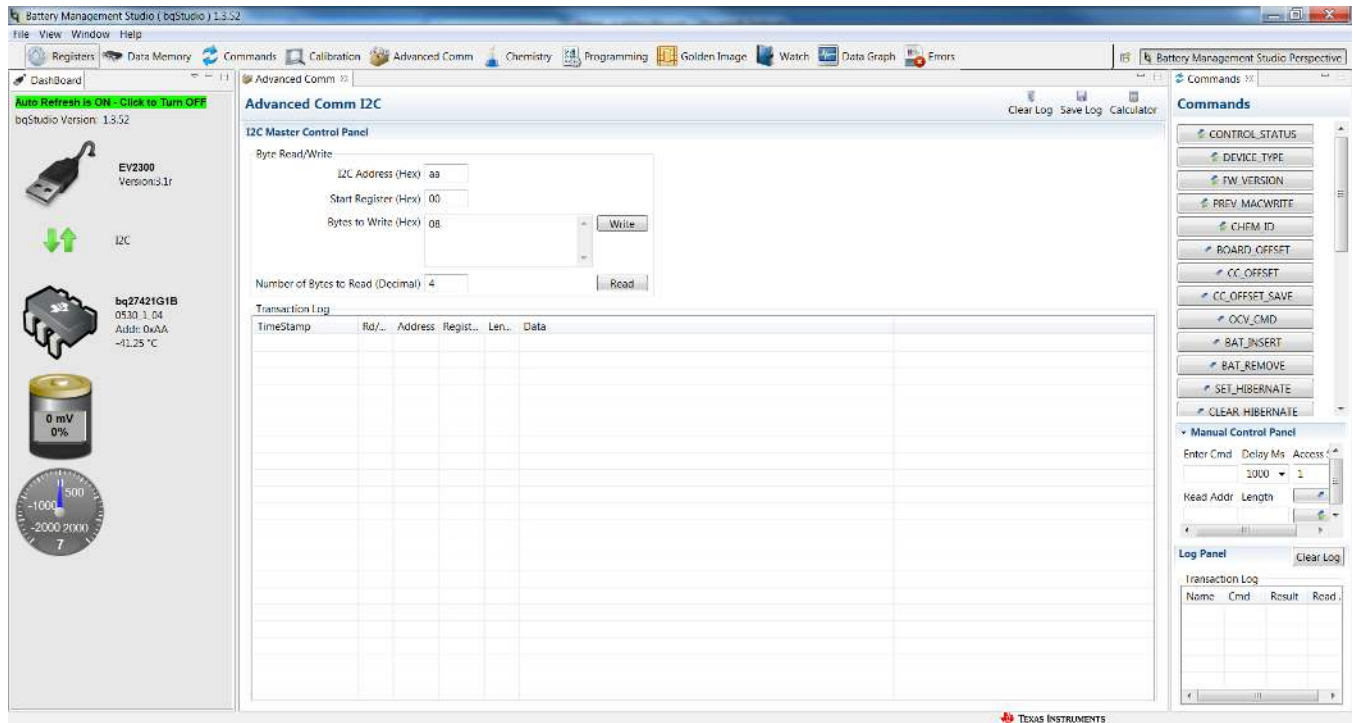 Battery Management Studio ( bqStudio ) 1.3.52
File View Window Help
Registers Data Memory Commands Calibration Advanced Comm Chemistry Programming Golden Image Watch Data Graph Errors
Battery Management Studio Perspective
DashBoard
Auto Refresh is ON - Click to Turn OFF
bqStudio Version: 1.3.52
EV2300
Version:3.1r
I2C
bq27421G1B
0530_1_04
Addr: 0xAA
-41.25 °C
0 mV
0%
500
-1000
-2000 2000
7
Advanced Comm
Advanced Comm I2C
Clear Log Save Log Calculator
I2C Master Control Panel
Byte Read/Write
I2C Address (Hex) aa
Start Register (Hex) 00
Bytes to Write (Hex) 08
Write
Number of Bytes to Read (Decimal) 4
Read
Transaction Log
TimeStamp Rd/... Address Regist... Len... Data
Commands
Commands
CONTROL_STATUS
DEVICE_TYPE
FW_VERSION
PREV_MACWRITE
CHEM_ID
BOARD_OFFSET
CC_OFFSET
CC_OFFSET_SAVE
OCV_CMD
BAT_INSERT
BAT_REMOVE
SET_HIBERNATE
CLEAR_HIBERNATE
Manual Control Panel
Enter Cmd Delay Ms Access
1000 1
Read Addr Length
Log Panel
Clear Log
Transaction Log
Name Cmd Result Read
TEXAS INSTRUMENTS